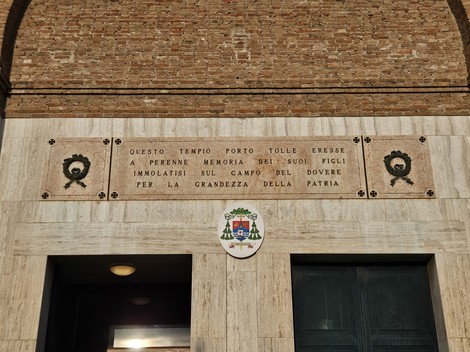 QUESTO TEMPIO PORTO TOLLE ERESSE
A PERENNE MEMORIA DEI SUOI FIGLI
IMMOLATISI SUL CAMPO DEL DOVERE
PER LA GRANDEZZA DELLA PATRIA